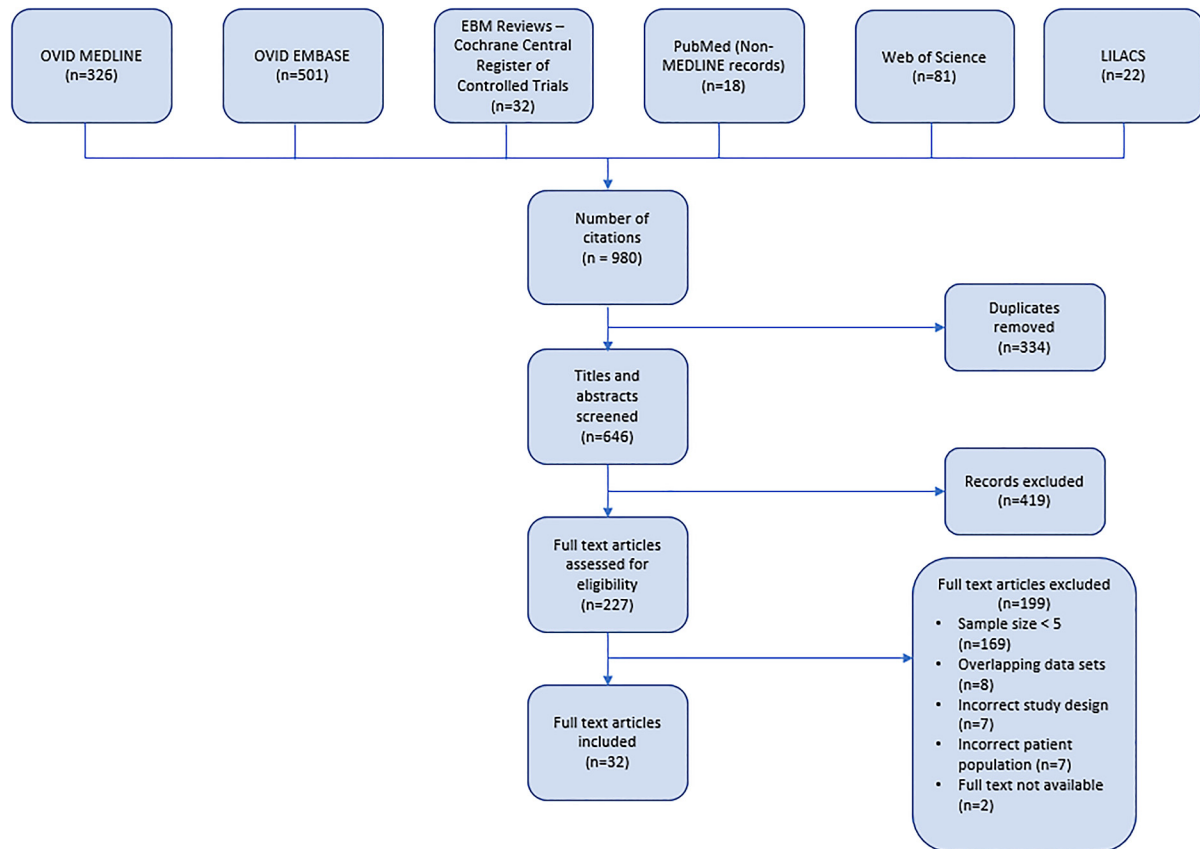 OVID MEDLINE
(n=326)
OVID EMBASE
(n=501)
EBM Reviews –
Cochrane Central
Register of
Controlled Trials
(n=32)
PubMed (Non-
MEDLINE records)
(n=18)
Web of Science
(n=81)
LILACS
(n=22)
Number of
citations
(n = 980)
Duplicates
removed
(n=334)
Titles and
abstracts
screened
(n=646)
Records excluded
(n=419)
Full text articles
assessed for
eligibility
(n=227)
Full text articles excluded
(n=199)
• Sample size < 5
(n=169)
• Overlapping data sets
(n=8)
• Incorrect study design
(n=7)
• Incorrect patient
population (n=7)
• Full text not available
(n=2)
Full text articles
included
(n=32)